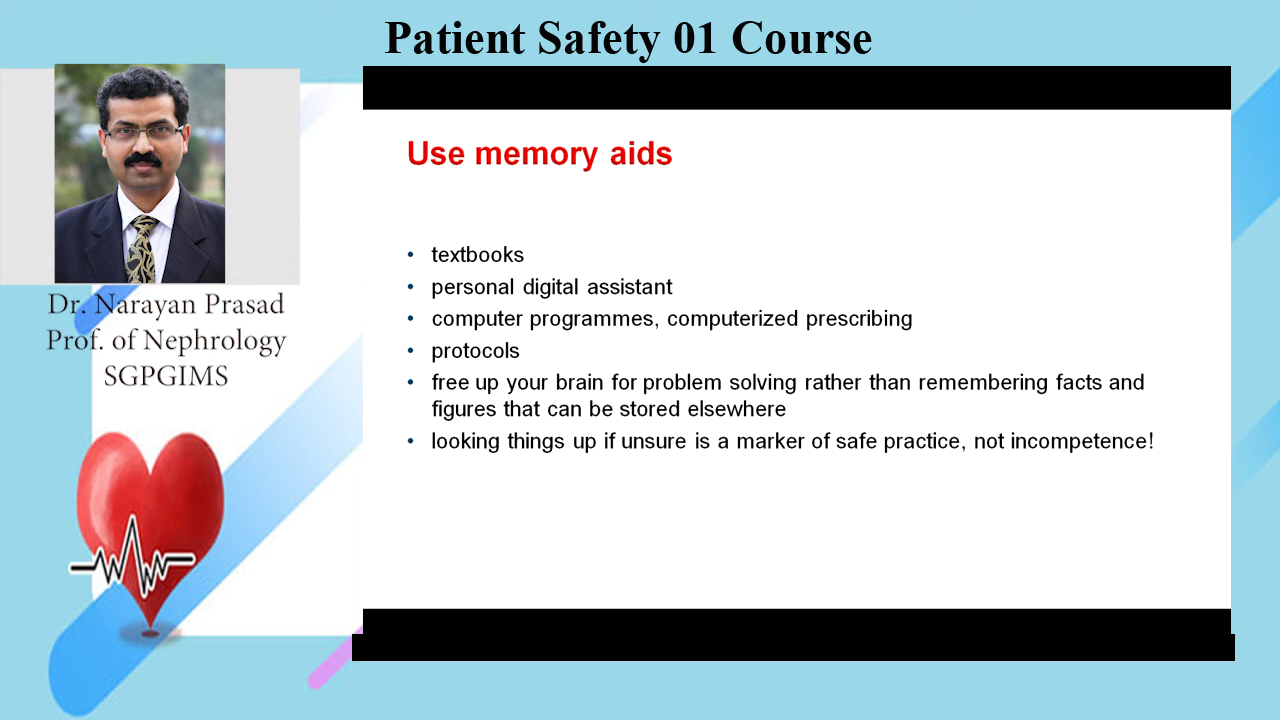 Patient Safety 01 Course
Dr. Narayan Prasad
Prof. of Nephrology
SGPGIMS
Use memory aids
• textbooks
• personal digital assistant
• computer programmes, computerized prescribing
• protocols
• free up your brain for problem solving rather than remembering facts and
figures that can be stored elsewhere
• looking things up if unsure is a marker of safe practice, not incompetence!